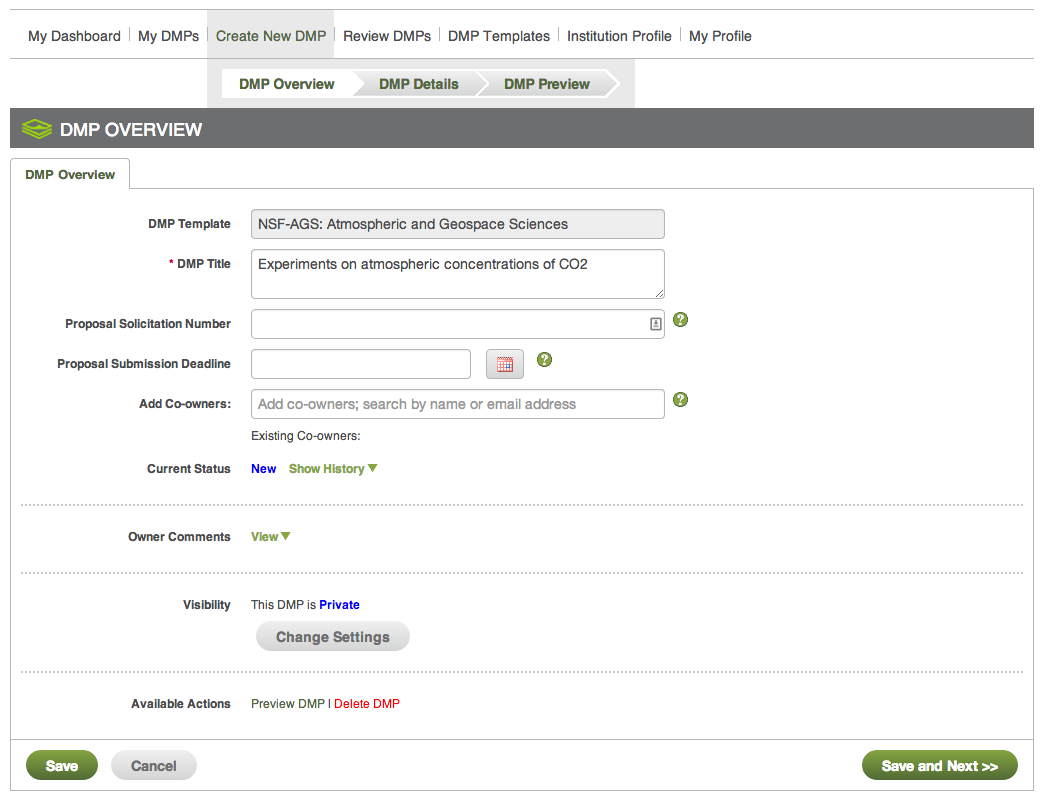 My Dashboard My DMPs Create New DMP Review DMPs DMP Templates Institution Profile My Profile
DMP Overview DMP Details DMP Preview
DMP OVERVIEW
DMP Overview
DMP Template NSF-AGS: Atmospheric and Geospace Sciences
* DMP Title Experiments on atmospheric concentrations of CO2
Proposal Solicitation Number ?
Proposal Submission Deadline ?
Add Co-owners: Add co-owners; search by name or email address ?
Existing Co-owners:
Current Status New Show History ▼
Owner Comments View ▼
Visibility This DMP is Private
Change Settings
Available Actions Preview DMP | Delete DMP
Save Cancel Save and Next >>